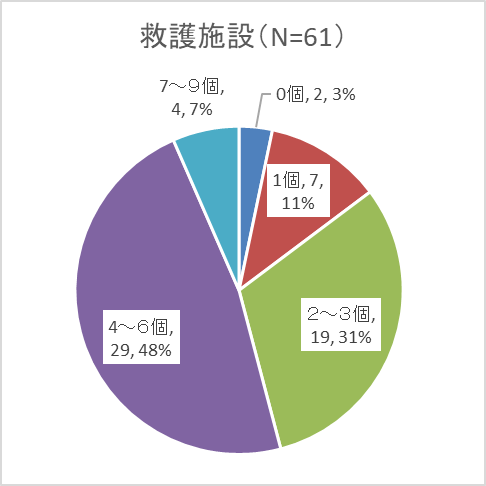 救護施設（N=61）
7～９個,
4, 7%
0個, 2, 3%
1個, 7,
11%
２～３個,
19, 31%
4～６個,
29, 48%